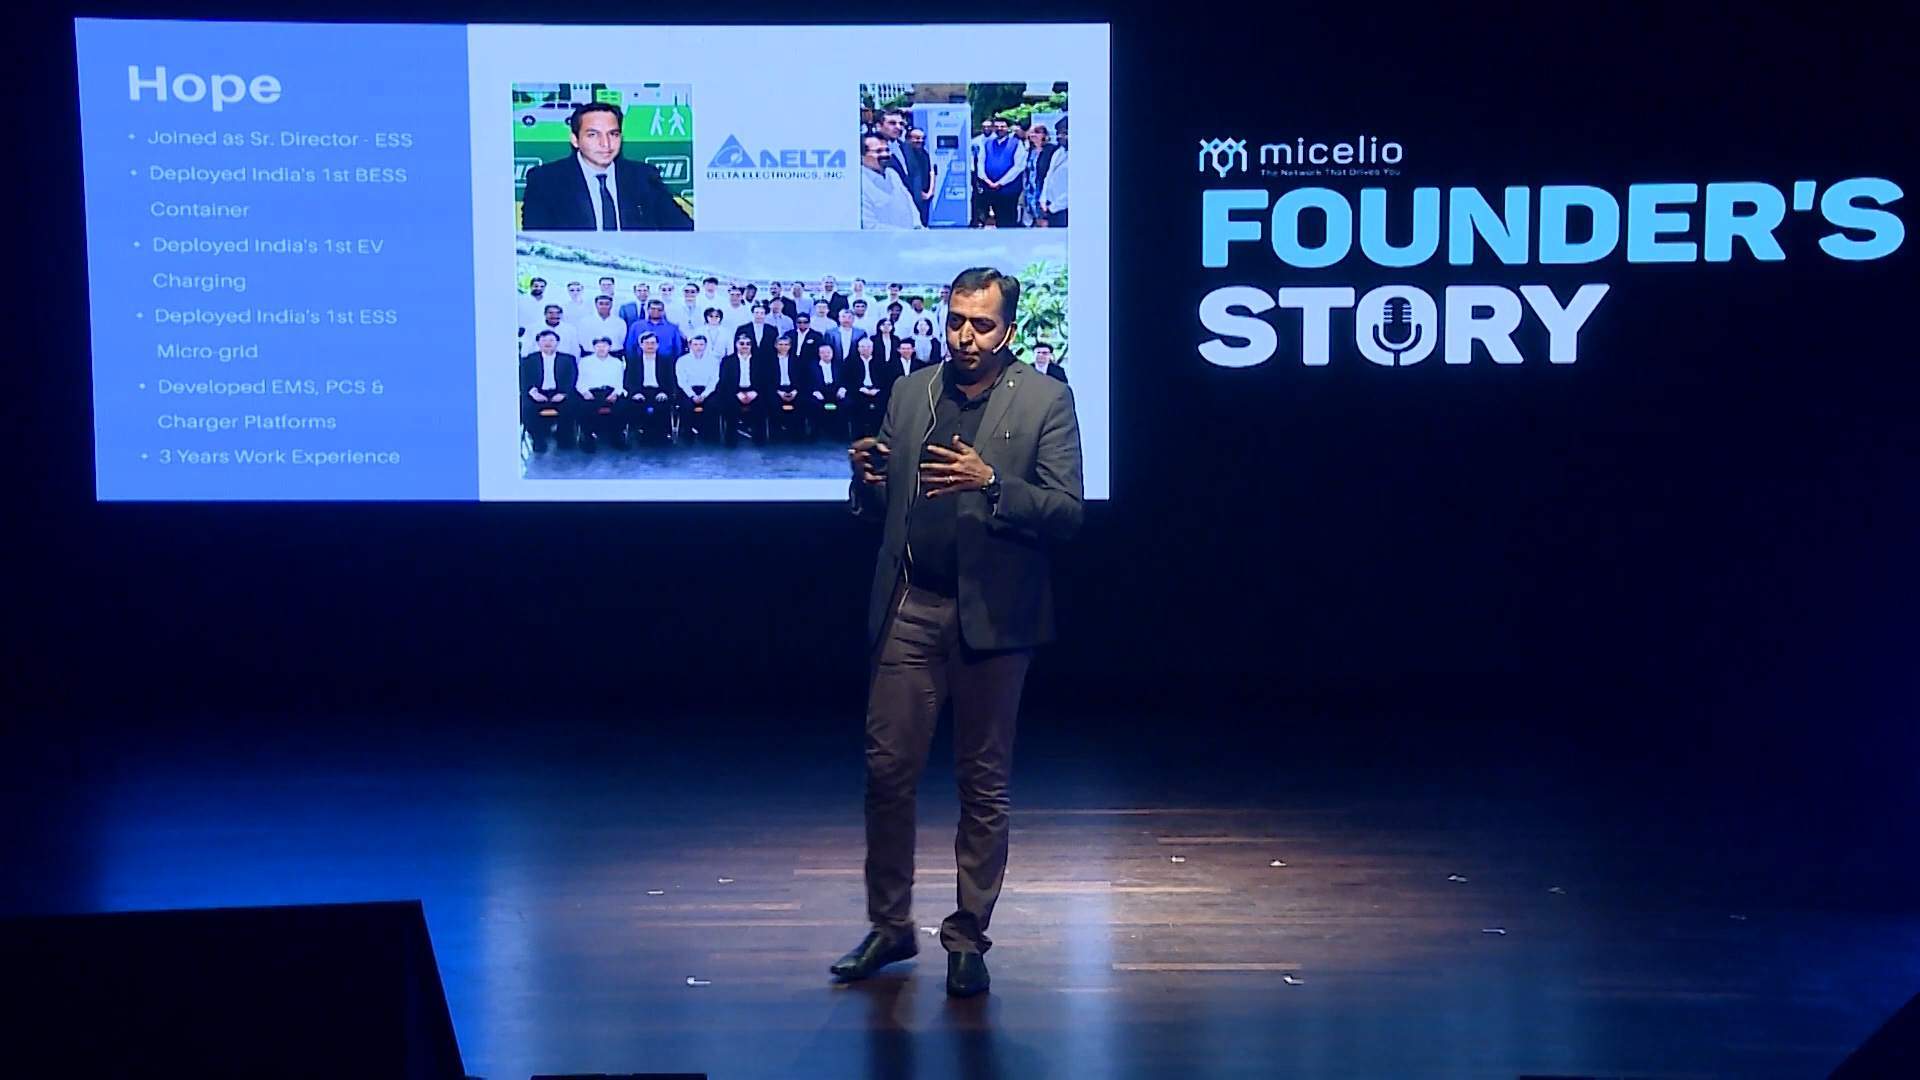 Hope
• Joined as Sr. Director - ESS
• Deployed India's 1st BESS
Container
• Deployed India's 1st EV
Charging
• Deployed India's 1st ESS
Micro-grid
• Developed EMS, PCS &
Charger Platforms
• 3 Years Work Experience
DELTA
DELTA ELECTRONICS, INC.
micelio
The Network That Drives You
FOUNDER'S
STORY